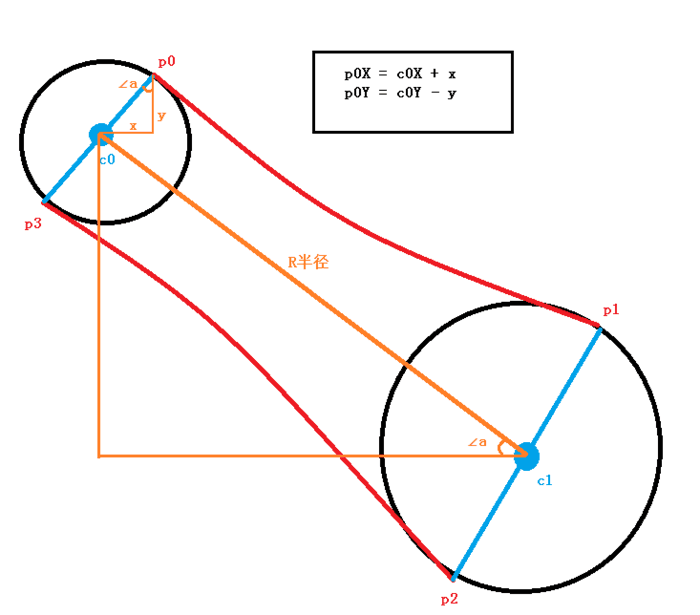 p0
p0X = c0X + x
p0Y = c0Y - y
∠a
y
x
c0
p3
R半径
p1
∠a
c1
p2